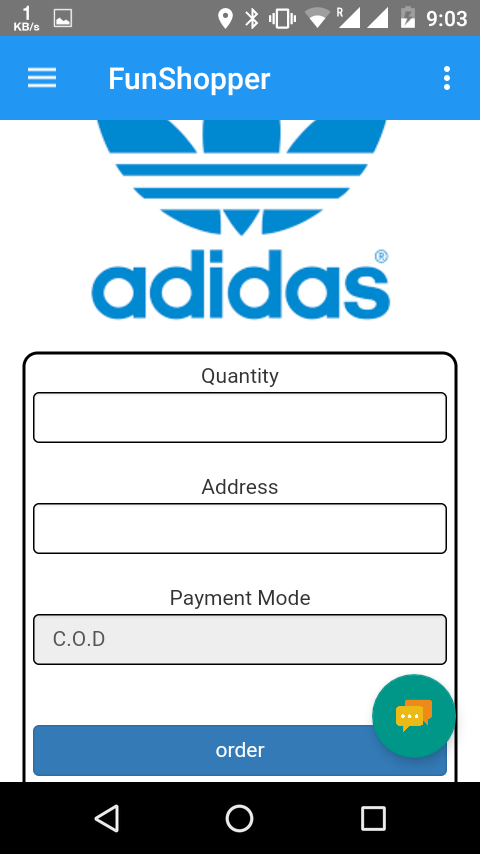 1
KB/s
R
9:03
FunShopper
adidas®
Quantity
Address
Payment Mode
C.O.D
order